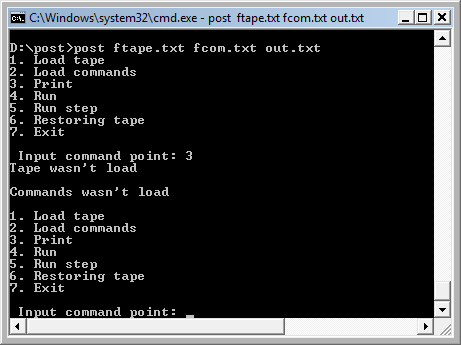 C:\Windows\system32\cmd.exe - post ftape.txt fcom.txt out.txt
D:\post>post ftape.txt fcom.txt out.txt
1. Load tape
2. Load commands
3. Print
4. Run
5. Run step
6. Restoring tape
7. Exit
Input command point: 3
Tape wasn't load
Commands wasn't load
1. Load tape
2. Load commands
3. Print
4. Run
5. Run step
6. Restoring tape
7. Exit
Input command point: _